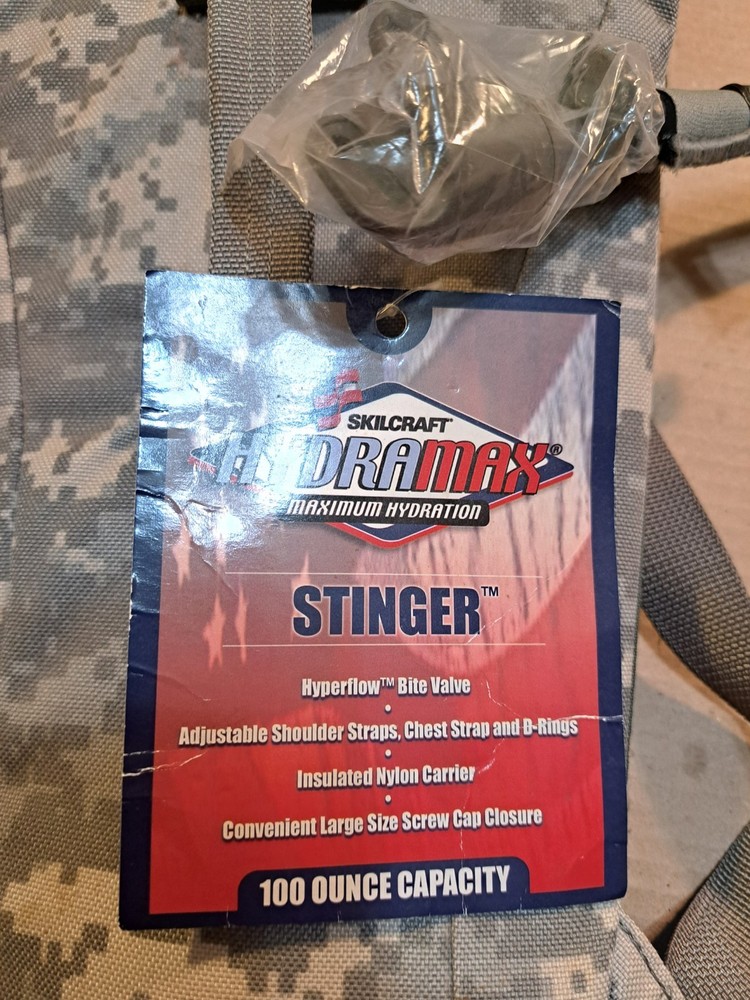 SKILCRAFT
HYDRAMAX®
MAXIMUM HYDRATION
STINGER™
Hyperflow™ Bite Valve
•
Adjustable Shoulder Straps, Chest Strap and D-Rings
•
Insulated Nylon Carrier
•
Convenient Large Size Screw Cap Closure
100 OUNCE CAPACITY